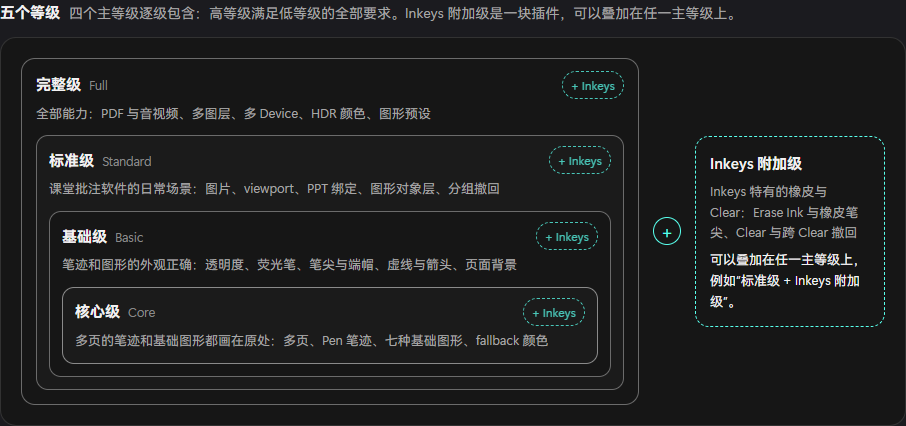 五个等级 四个主等级逐级包含：高等级满足低等级的全部要求。Inkeys 附加级是一块插件，可以叠加在任一主等级上。
完整级 Full + Inkeys
全部能力：PDF 与音视频、多图层、多 Device、HDR 颜色、图形预设
标准级 Standard + Inkeys
课堂批注软件的日常场景：图片、viewport、PPT 绑定、图形对象层、分组撤回
基础级 Basic + Inkeys
笔迹和图形的外观正确：透明度、荧光笔、笔尖与端帽、虚线与箭头、页面背景
核心级 Core + Inkeys
多页的笔迹和基础图形都画在原处：多页、Pen 笔迹、七种基础图形、fallback 颜色
+
Inkeys 附加级
Inkeys 特有的橡皮与
Clear：Erase Ink 与橡皮笔
尖、Clear 与跨 Clear 撤回
可以叠加在任一主等级上，
例如“标准级 + Inkeys 附加
级”。